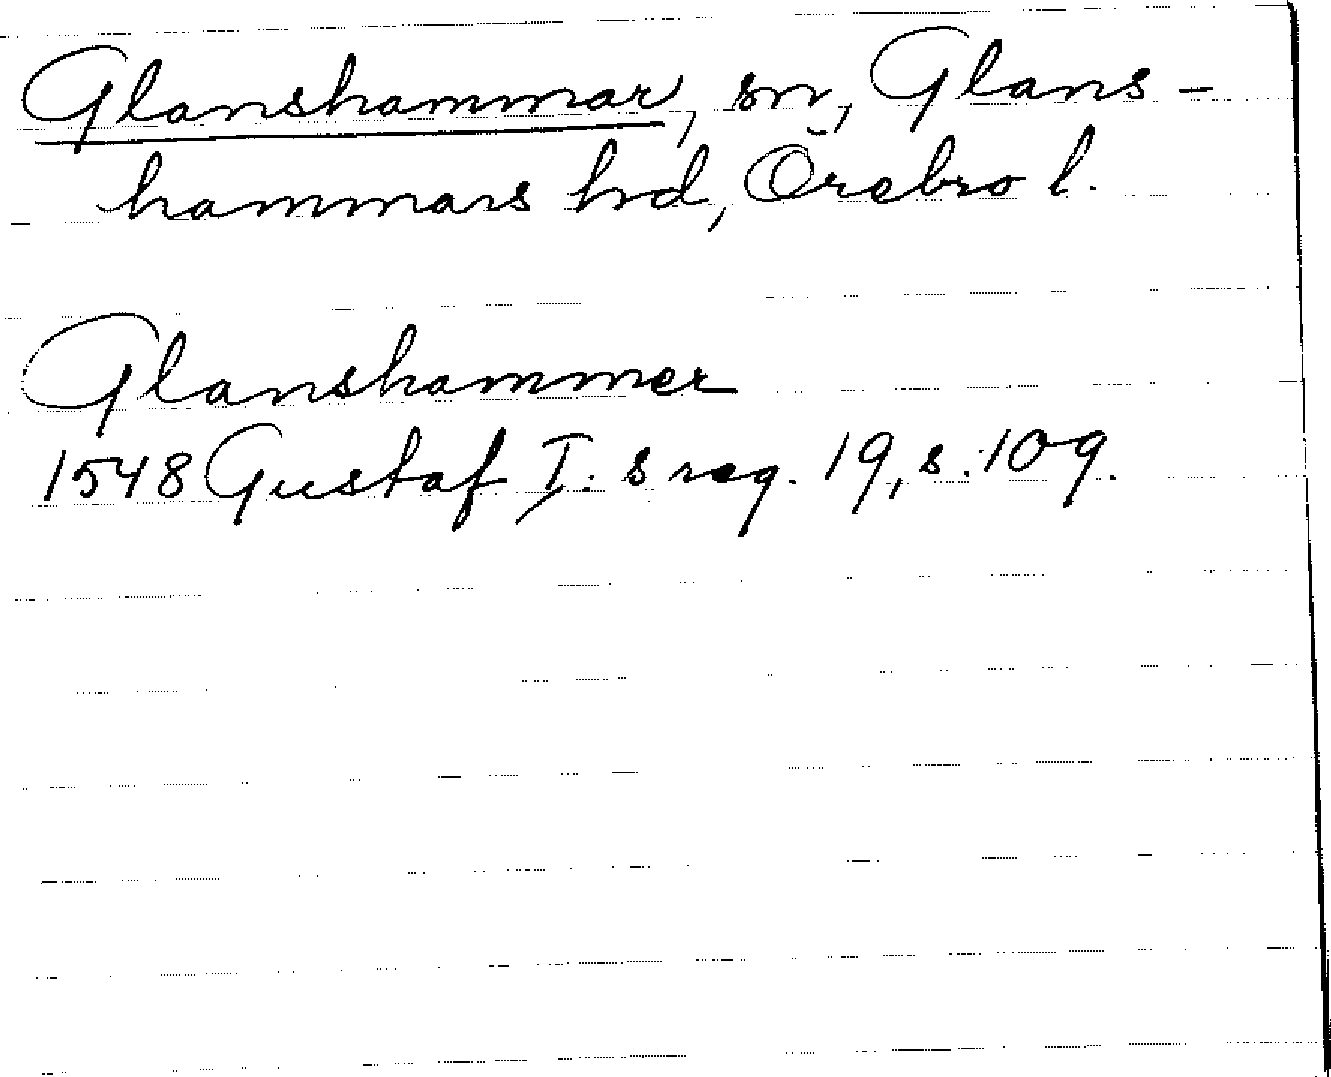 Glanshammar, sn, Glans-
hammars hd, Örebro l.
Glanshammer
1548 Gustaf I. s reg. 19, s. 109.